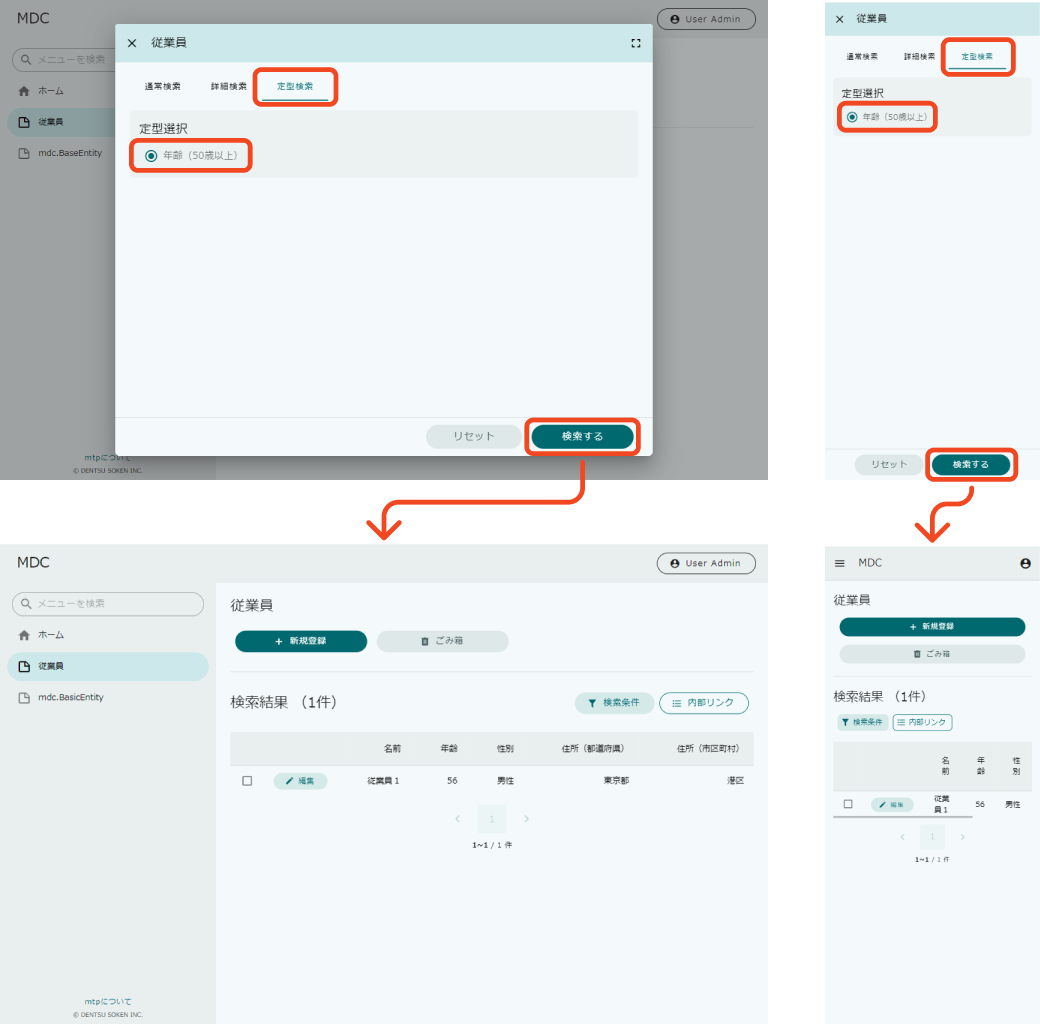 MDC
User Admin
メニューを検索
ホーム
従業員
mdc.BaseEntity
従業員
通常検索
詳細検索
定型検索
定型選択
年齢（50歳以上）
リセット
検索する
mtpについて
© DENTSU SOKEN INC.
従業員
通常検索
詳細検索
定型検索
定型選択
年齢（50歳以上）
リセット
検索する
MDC
User Admin
メニューを検索
ホーム
従業員
mdc.BasicEntity
従業員
新規登録
ごみ箱
検索結果 （1件）
検索条件
内部リンク
名前 年齢 性別 住所（都道府県） 住所（市区町村）
編集 従業員1 56 男性 東京都 港区
1
1~1 / 1 件
mtpについて
© DENTSU SOKEN INC.
MDC
従業員
新規登録
ごみ箱
検索結果 （1件）
検索条件
内部リンク
名 年 性
前 齢 別
編集 従業 56 男性
員1
1
1~1 / 1 件